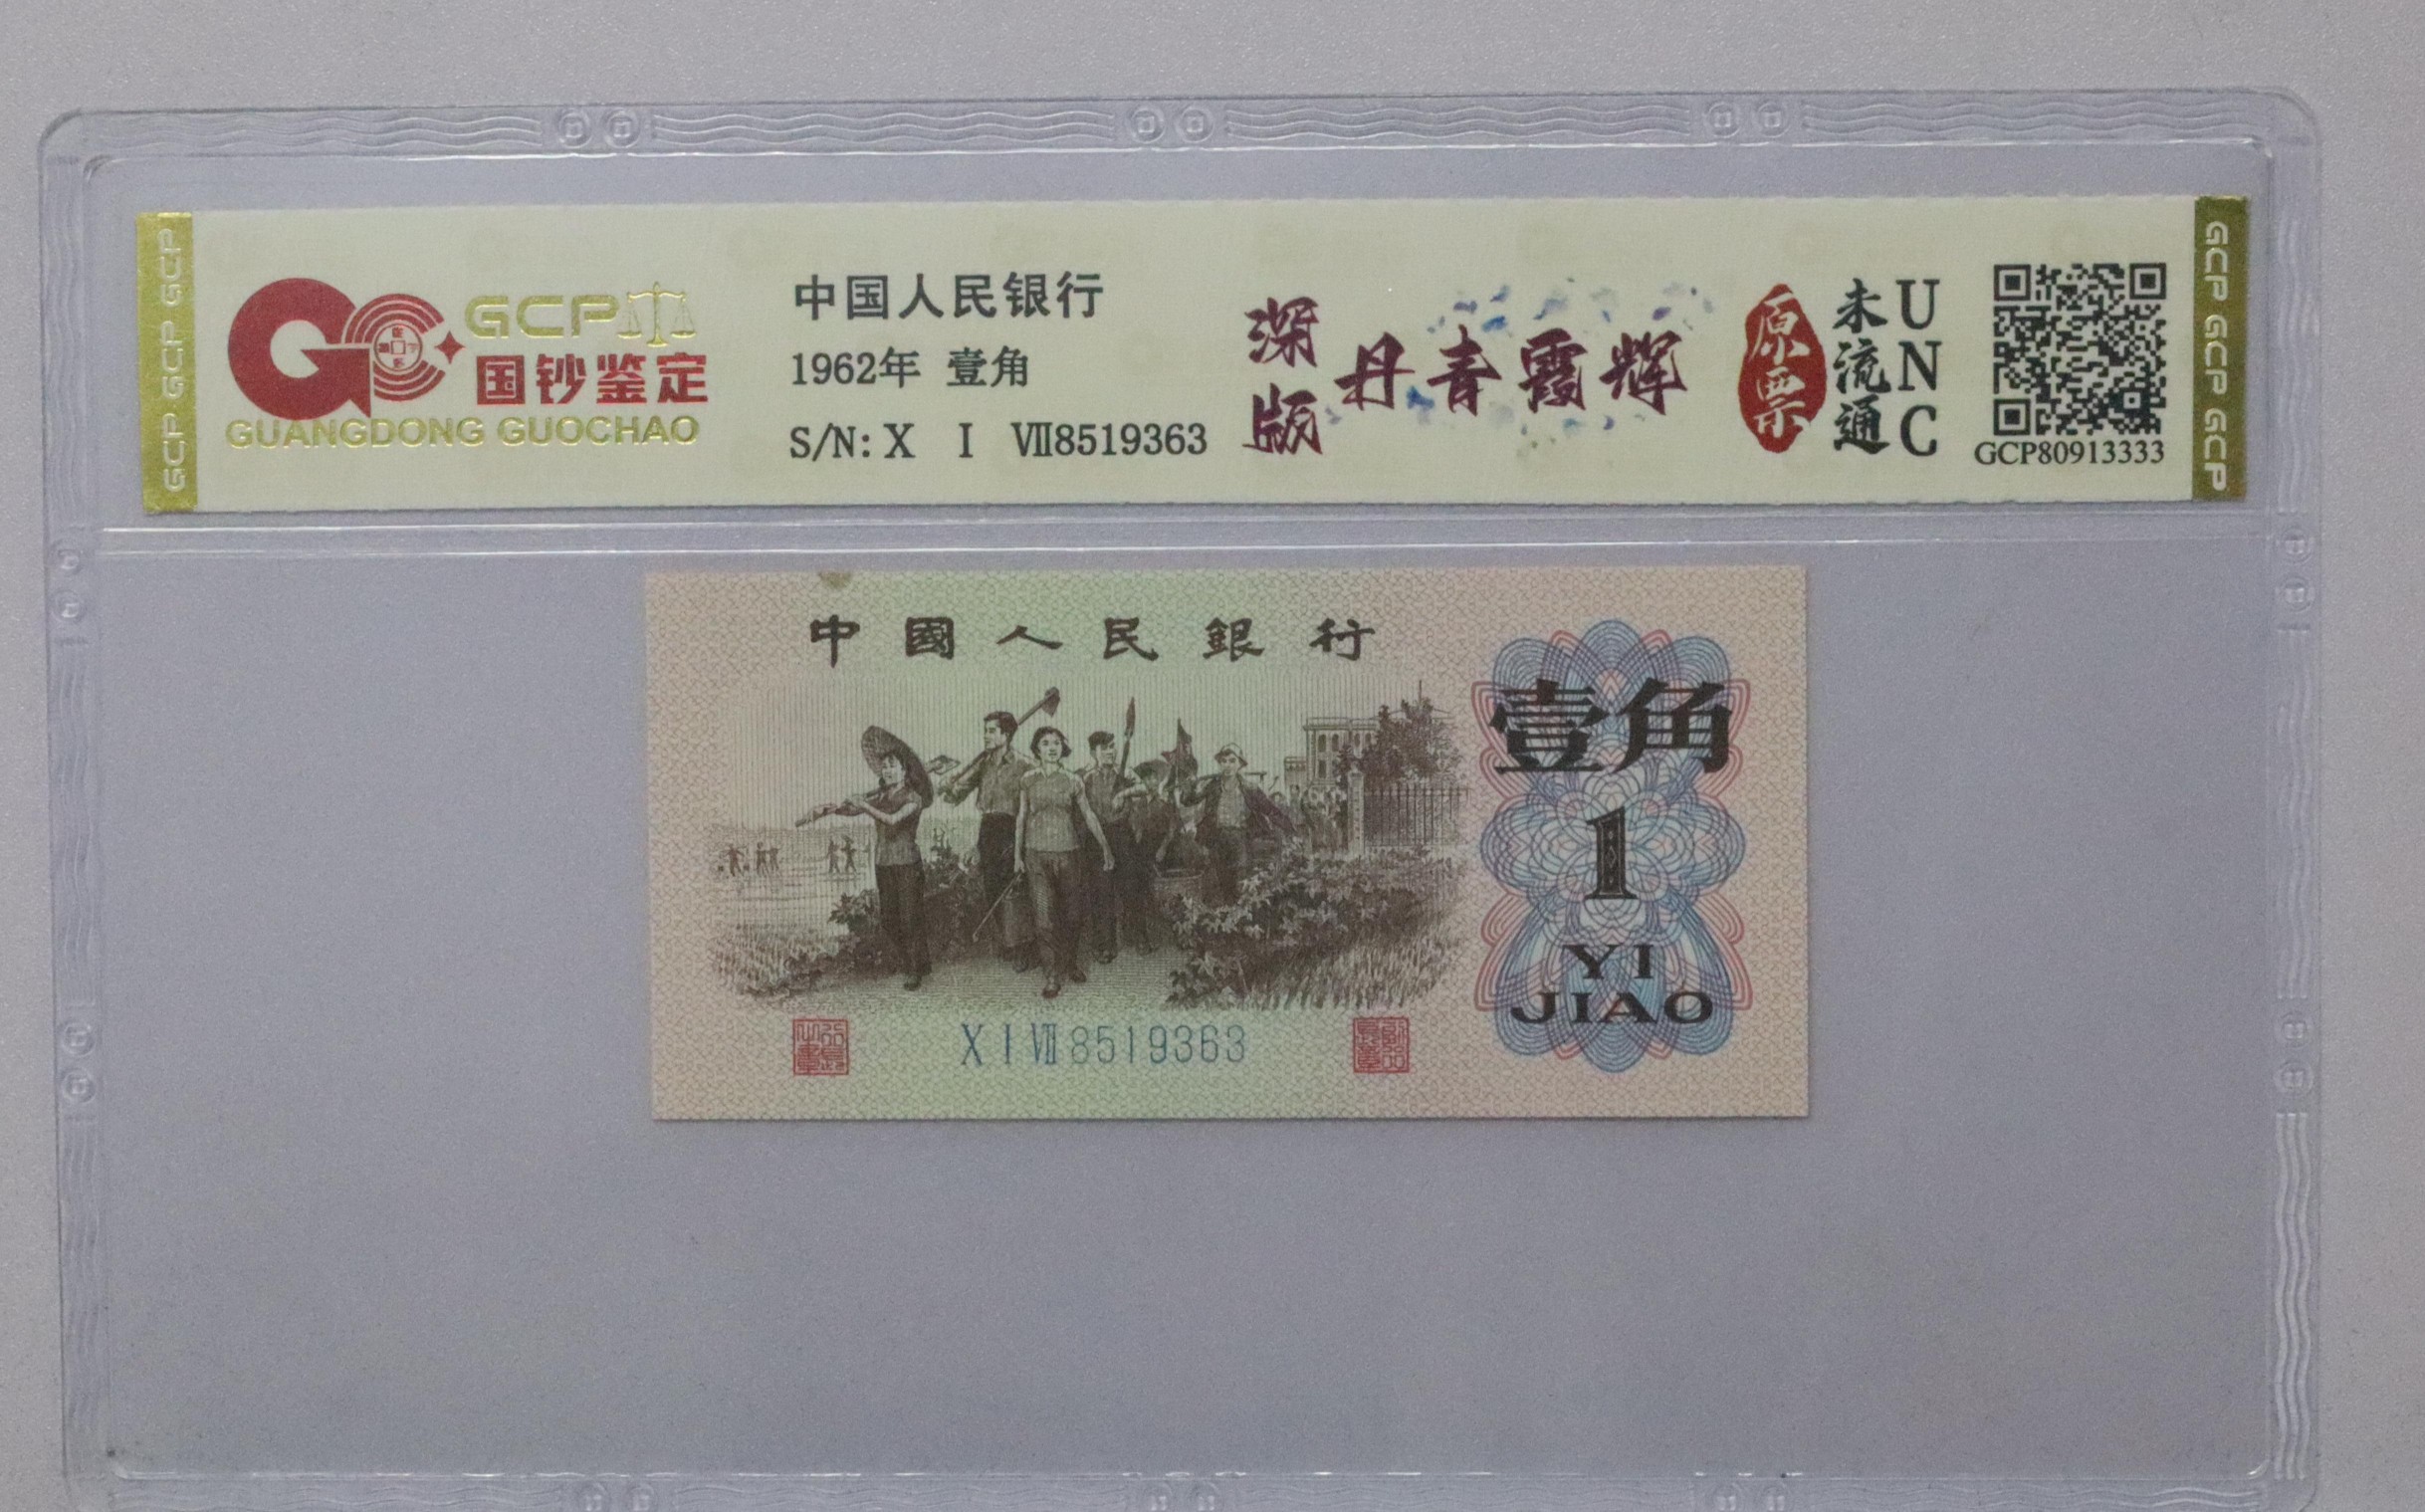 GCP GCP GCP
GCP
国钞鉴定
GUANGDONG GUOCHAO
中国人民银行
1962年 壹角
S/N: X I Ⅶ8519363
深版
丹青霞辉
原票
未流通
UNC
GCP80913333
GCP GCP GCP
中國人民銀行
壹角
1
YI
JIAO
X I Ⅶ 8519363